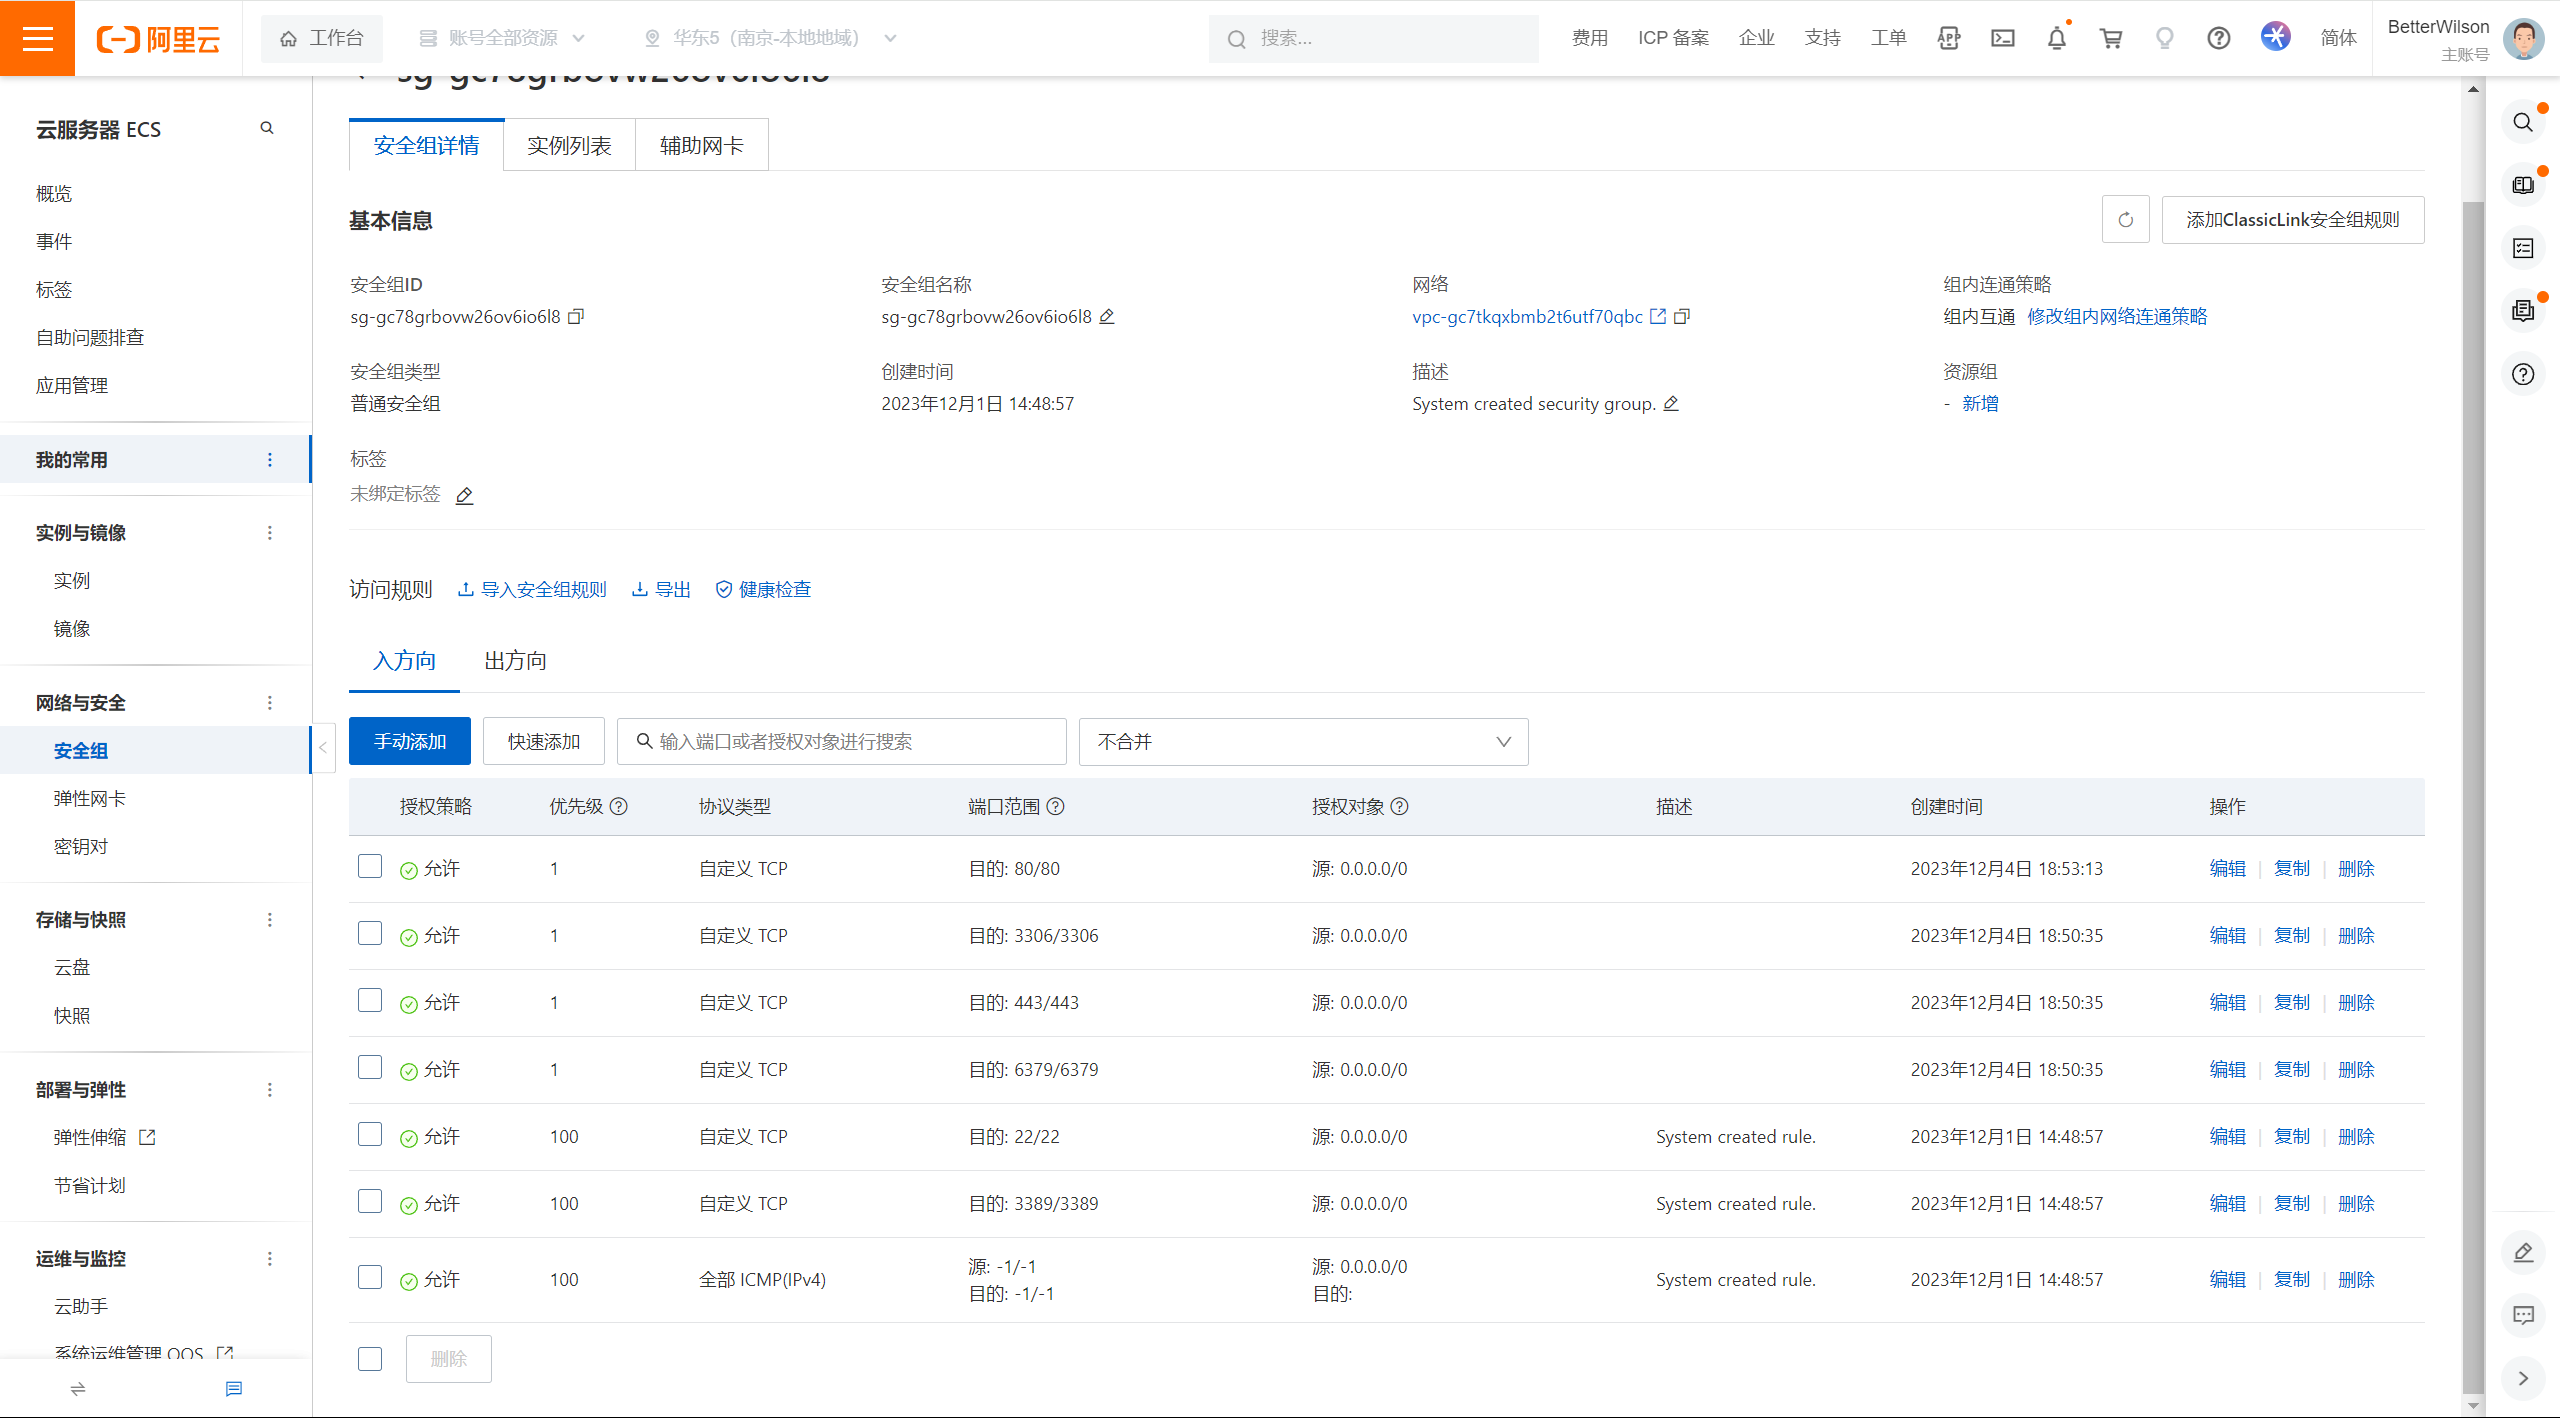 阿里云
工作台
账号全部资源
华东5（南京-本地地域）
搜索...
费用
ICP 备案
企业
支持
工单
APP
简体
BetterWilson
主账号
云服务器 ECS
概览
事件
标签
自助问题排查
应用管理
我的常用
实例与镜像
实例
镜像
网络与安全
安全组
弹性网卡
密钥对
存储与快照
云盘
快照
部署与弹性
弹性伸缩
节省计划
运维与监控
云助手
系统运维管理 OOS
sg-gc78grbovw26ov6io6l8
安全组详情
实例列表
辅助网卡
基本信息
添加ClassicLink安全组规则
安全组ID
sg-gc78grbovw26ov6io6l8
安全组名称
sg-gc78grbovw26ov6io6l8
网络
vpc-gc7tkqxbmb2t6utf70qbc
组内连通策略
组内互通 修改组内网络连通策略
安全组类型
普通安全组
创建时间
2023年12月1日 14:48:57
描述
System created security group.
资源组
- 新增
标签
未绑定标签
访问规则 导入安全组规则 导出 健康检查
入方向 出方向
手动添加 快速添加 输入端口或者授权对象进行搜索 不合并
授权策略 优先级 协议类型 端口范围 授权对象 描述 创建时间 操作
允许 1 自定义 TCP 目的: 80/80 源: 0.0.0.0/0 2023年12月4日 18:53:13 编辑 复制 删除
允许 1 自定义 TCP 目的: 3306/3306 源: 0.0.0.0/0 2023年12月4日 18:50:35 编辑 复制 删除
允许 1 自定义 TCP 目的: 443/443 源: 0.0.0.0/0 2023年12月4日 18:50:35 编辑 复制 删除
允许 1 自定义 TCP 目的: 6379/6379 源: 0.0.0.0/0 2023年12月4日 18:50:35 编辑 复制 删除
允许 100 自定义 TCP 目的: 22/22 源: 0.0.0.0/0 System created rule. 2023年12月1日 14:48:57 编辑 复制 删除
允许 100 自定义 TCP 目的: 3389/3389 源: 0.0.0.0/0 System created rule. 2023年12月1日 14:48:57 编辑 复制 删除
源: -1/-1 源: 0.0.0.0/0
允许 100 全部 ICMP(IPv4) System created rule. 2023年12月1日 14:48:57 编辑 复制 删除
目的: -1/-1 目的:
删除